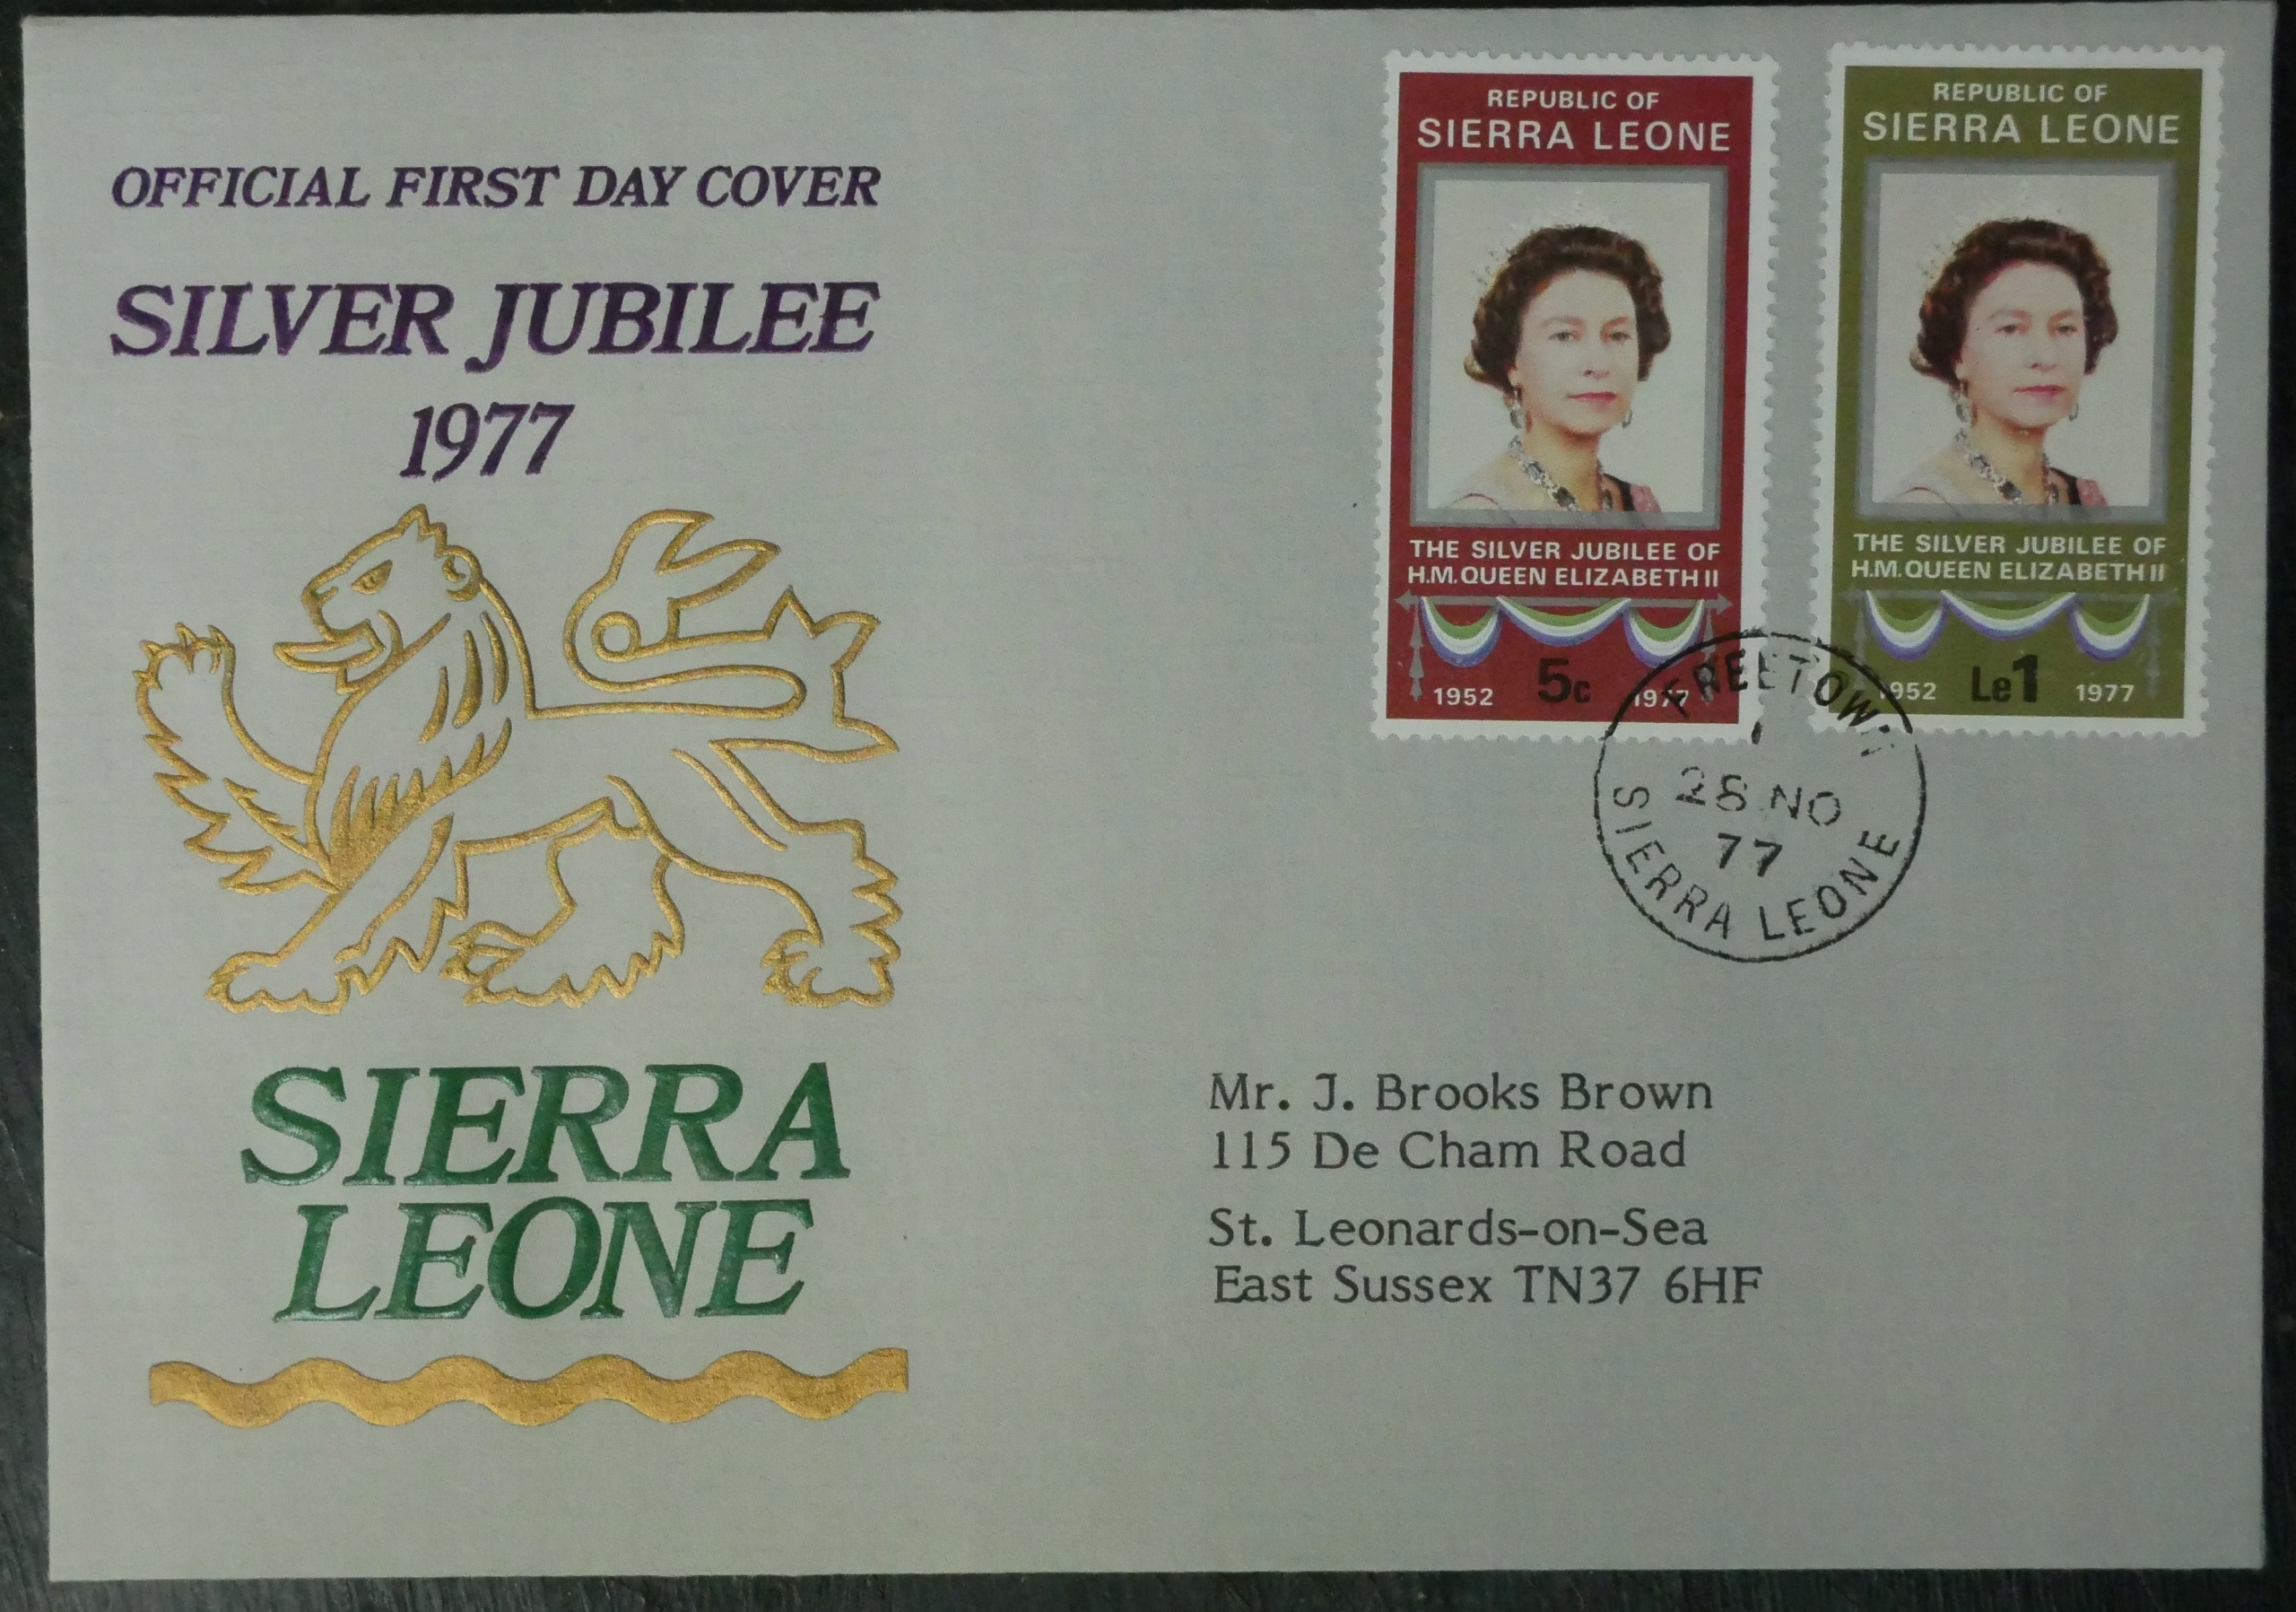 OFFICIAL FIRST DAY COVER
SILVER JUBILEE
1977
SIERRA
LEONE
REPUBLIC OF
SIERRA LEONE
THE SILVER JUBILEE OF
H.M. QUEEN ELIZABETH II
1952 5c 1977
REPUBLIC OF
SIERRA LEONE
THE SILVER JUBILEE OF
H.M. QUEEN ELIZABETH II
1952 Le1 1977
FREETOWN
28 NO
77
SIERRA LEONE
Mr. J. Brooks Brown
115 De Cham Road
St. Leonards-on-Sea
East Sussex TN37 6HF